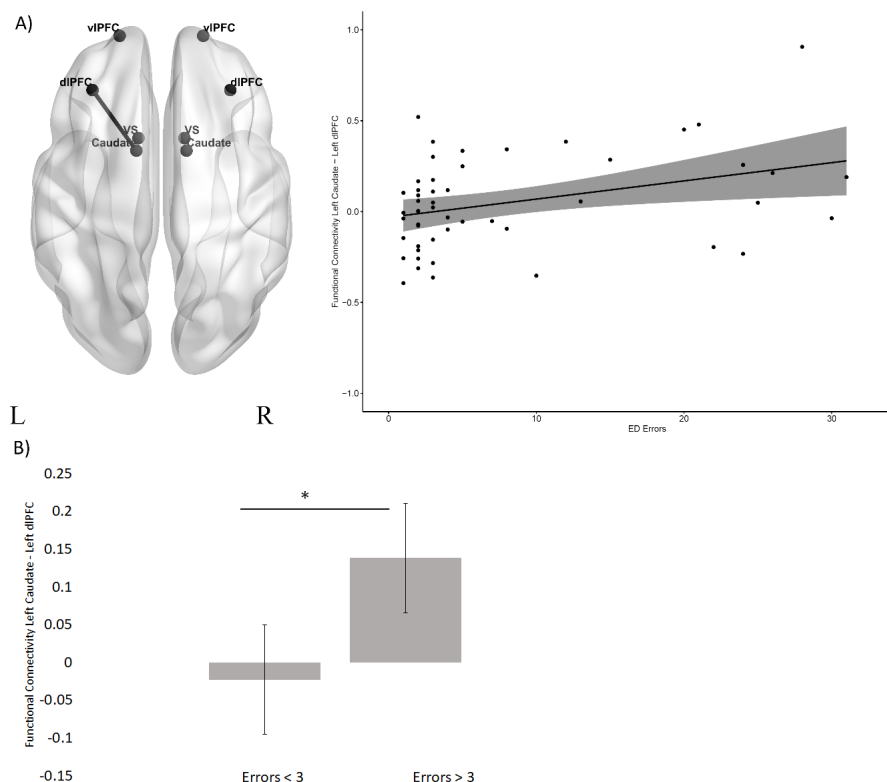 A)
vlPFC
vlPFC
dlPFC
dlPFC
VS
VS
Caudate
Caudate
L
R
Functional Connectivity Left Caudate − Left dlPFC
1.0
0.5
0.0
−0.5
−1.0
0
10
20
30
ED Errors
B)
Functional Connectivity Left Caudate - Left dlPFC
0.25
0.2
0.15
0.1
0.05
0
-0.05
-0.1
-0.15
*
Errors < 3
Errors > 3